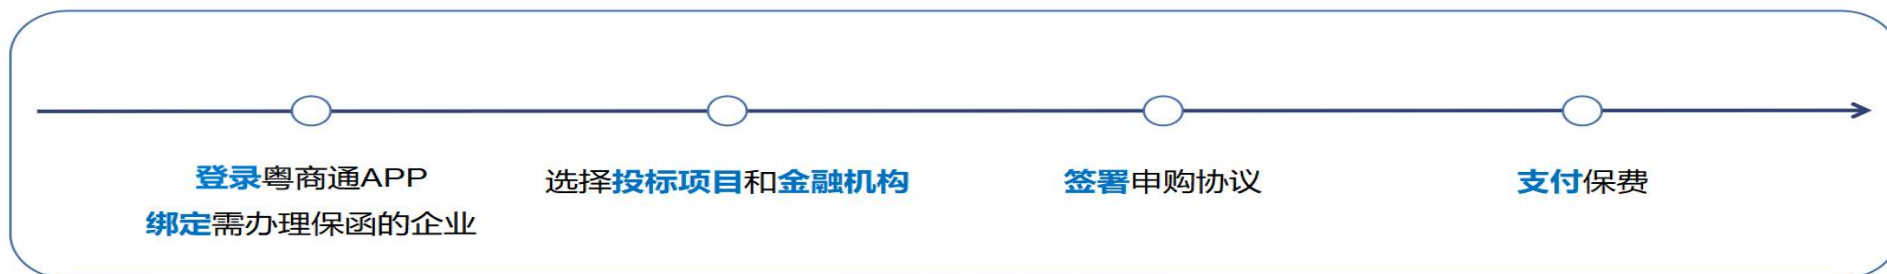 登录粤商通APP
绑定需办理保函的企业
选择投标项目和金融机构
签署申购协议
支付保费